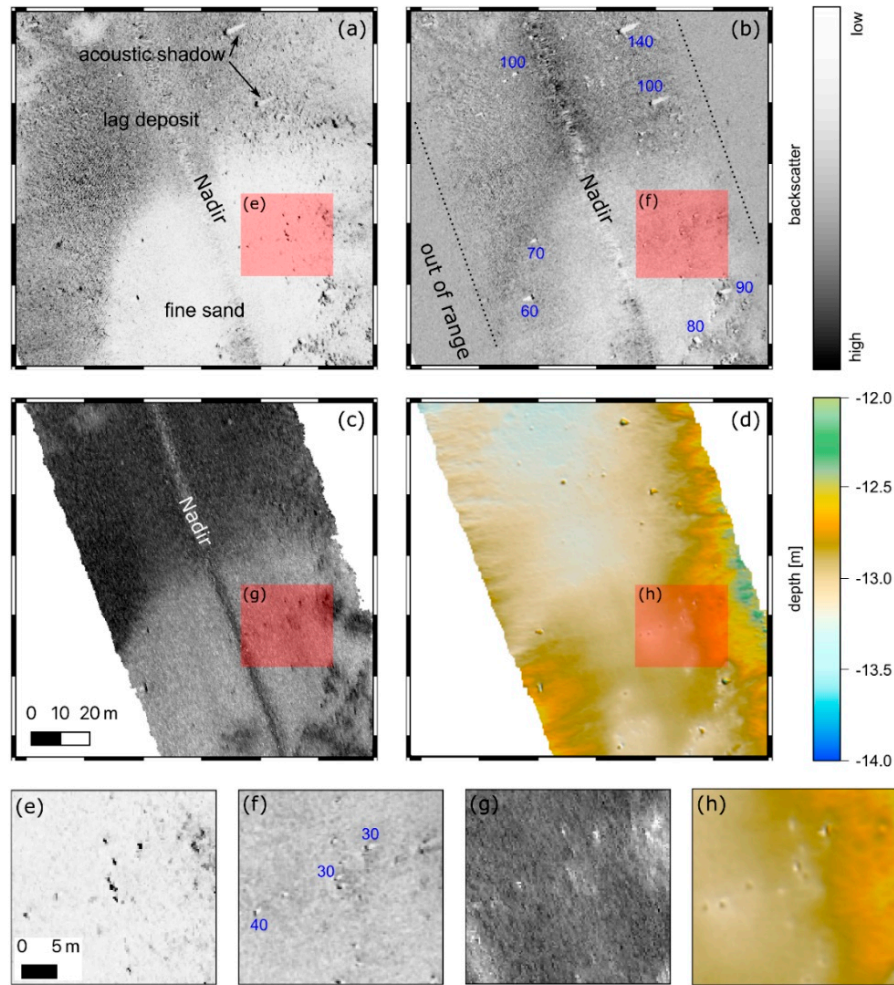 (a)
acoustic shadow
lag deposit
Nadir
(e)
fine sand
(b)
140
100
100
Nadir
(f)
70
out of range
60
90
80
low
backscatter
high
(c)
Nadir
(g)
0 10 20 m
(d)
(h)
-12.0
-12.5
-13.0
depth [m]
-13.5
-14.0
(e)
0 5 m
(f)
30
30
40
(g)
(h)